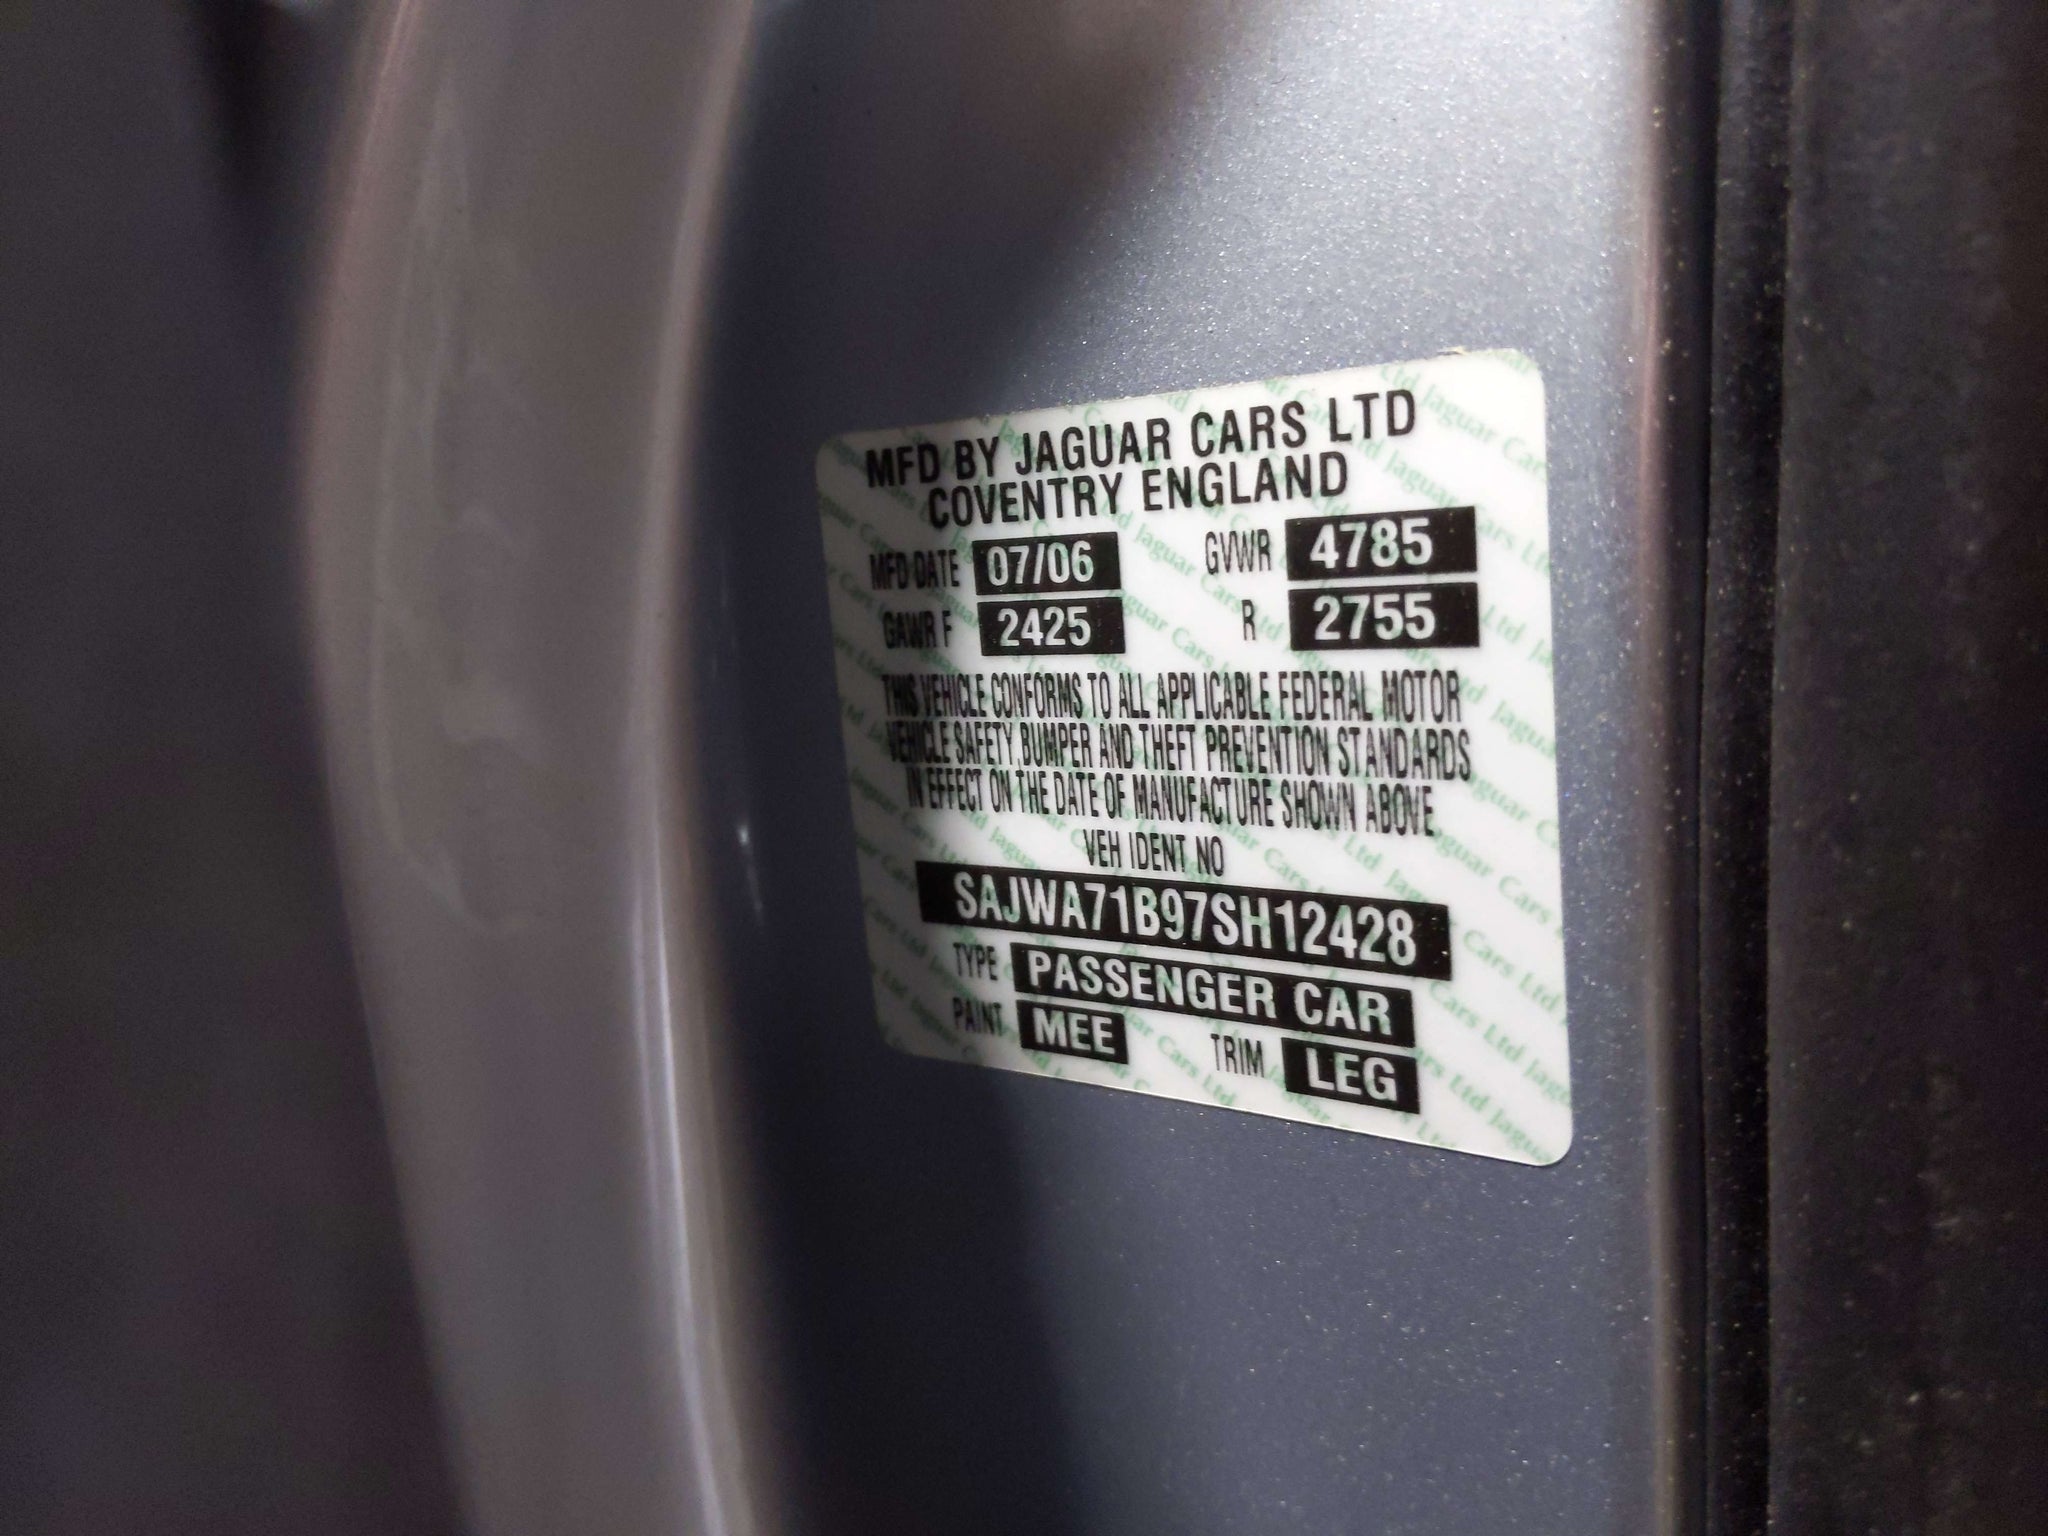 MFD BY JAGUAR CARS LTD
COVENTRY ENGLAND
MFD DATE 07/06 GVWR 4785
GAWR F 2425 R 2755
THIS VEHICLE CONFORMS TO ALL APPLICABLE FEDERAL MOTOR
VEHICLE SAFETY, BUMPER AND THEFT PREVENTION STANDARDS
IN EFFECT ON THE DATE OF MANUFACTURE SHOWN ABOVE
VEH IDENT NO
SAJWA71B97SH12428
TYPE PASSENGER CAR
PAINT MEE TRIM LEG